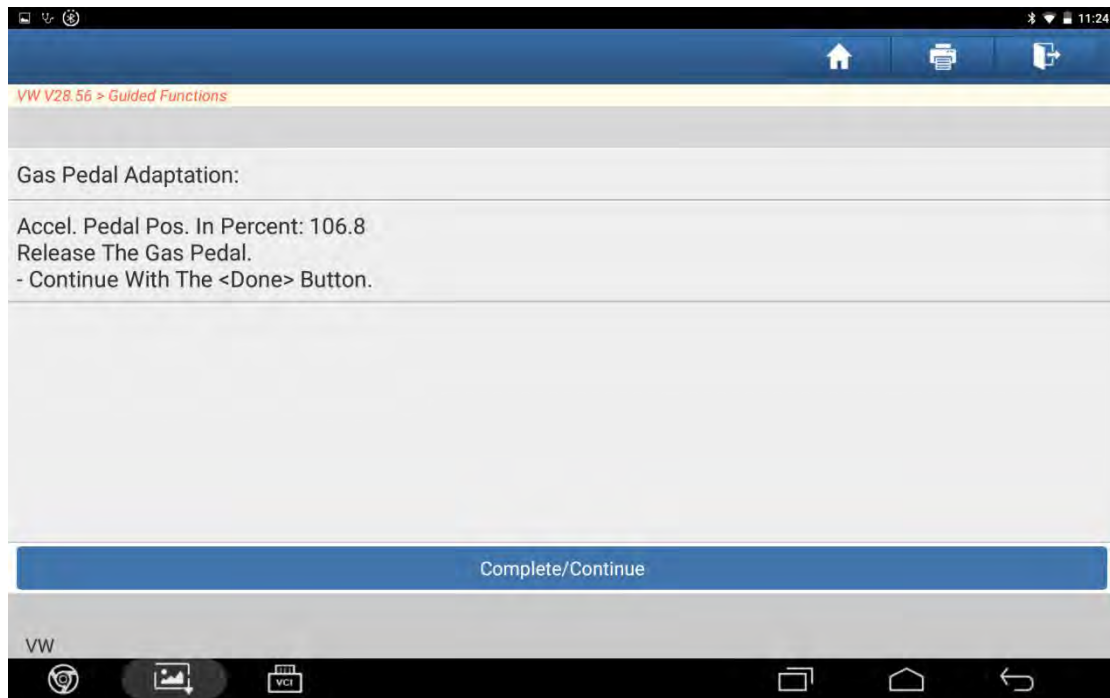 11:24
VW V28.56 > Guided Functions
Gas Pedal Adaptation:
Accel. Pedal Pos. In Percent: 106.8
Release The Gas Pedal.
- Continue With The <Done> Button.
Complete/Continue
VW
VCI